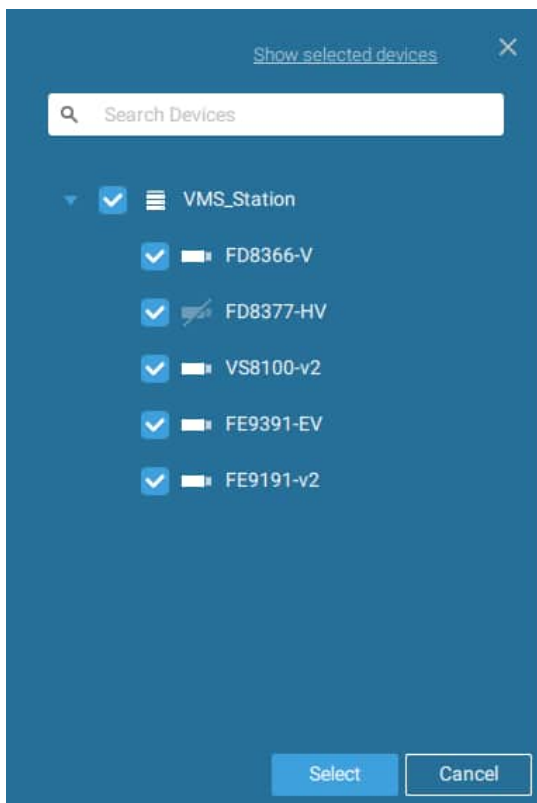 Show selected devices
Search Devices
VMS_Station
FD8366-V
FD8377-HV
VS8100-v2
FE9391-EV
FE9191-v2
Select
Cancel